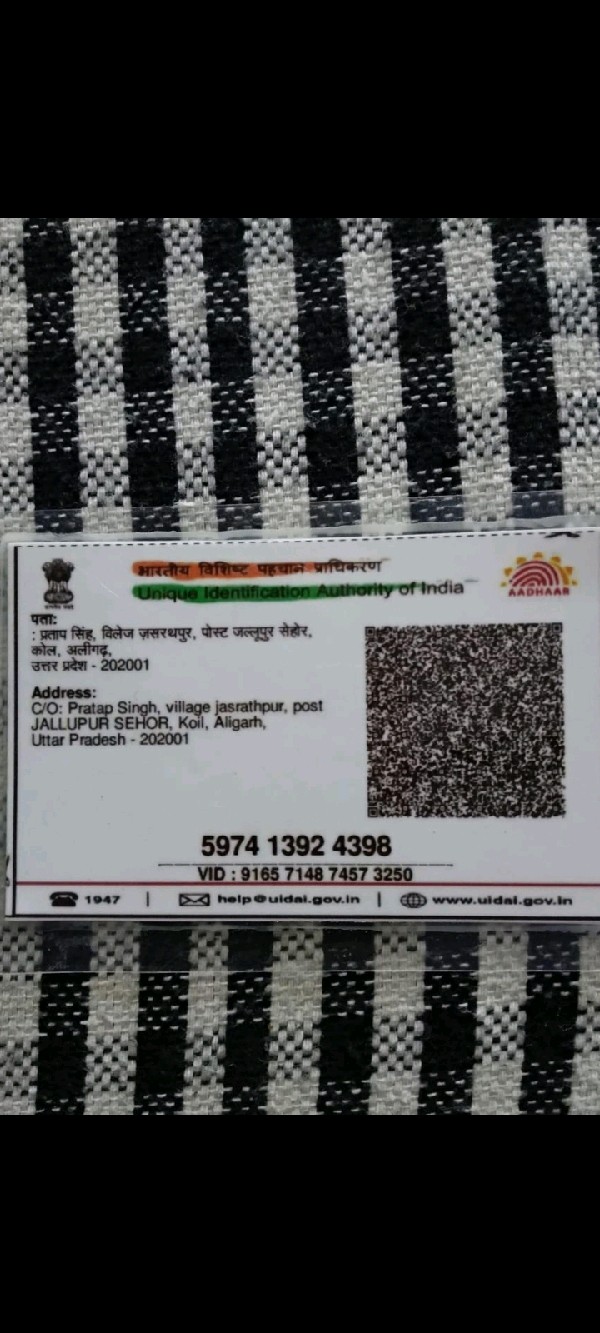 भारतीय विशिष्ट पहचान प्राधिकरण
Unique Identification Authority of India
AADHAAR
पता:
: प्रताप सिंह, विलेज ज़सरथपुर, पोस्ट जल्लूपुर सेहोर,
कोल, अलीगढ़,
उत्तर प्रदेश - 202001
Address:
C/O: Pratap Singh, village jasrathpur, post
JALLUPUR SEHOR, Koil, Aligarh,
Uttar Pradesh - 202001
5974 1392 4398
VID : 9165 7148 7457 3250
1947 | help@uidai.gov.in | www.uidai.gov.in